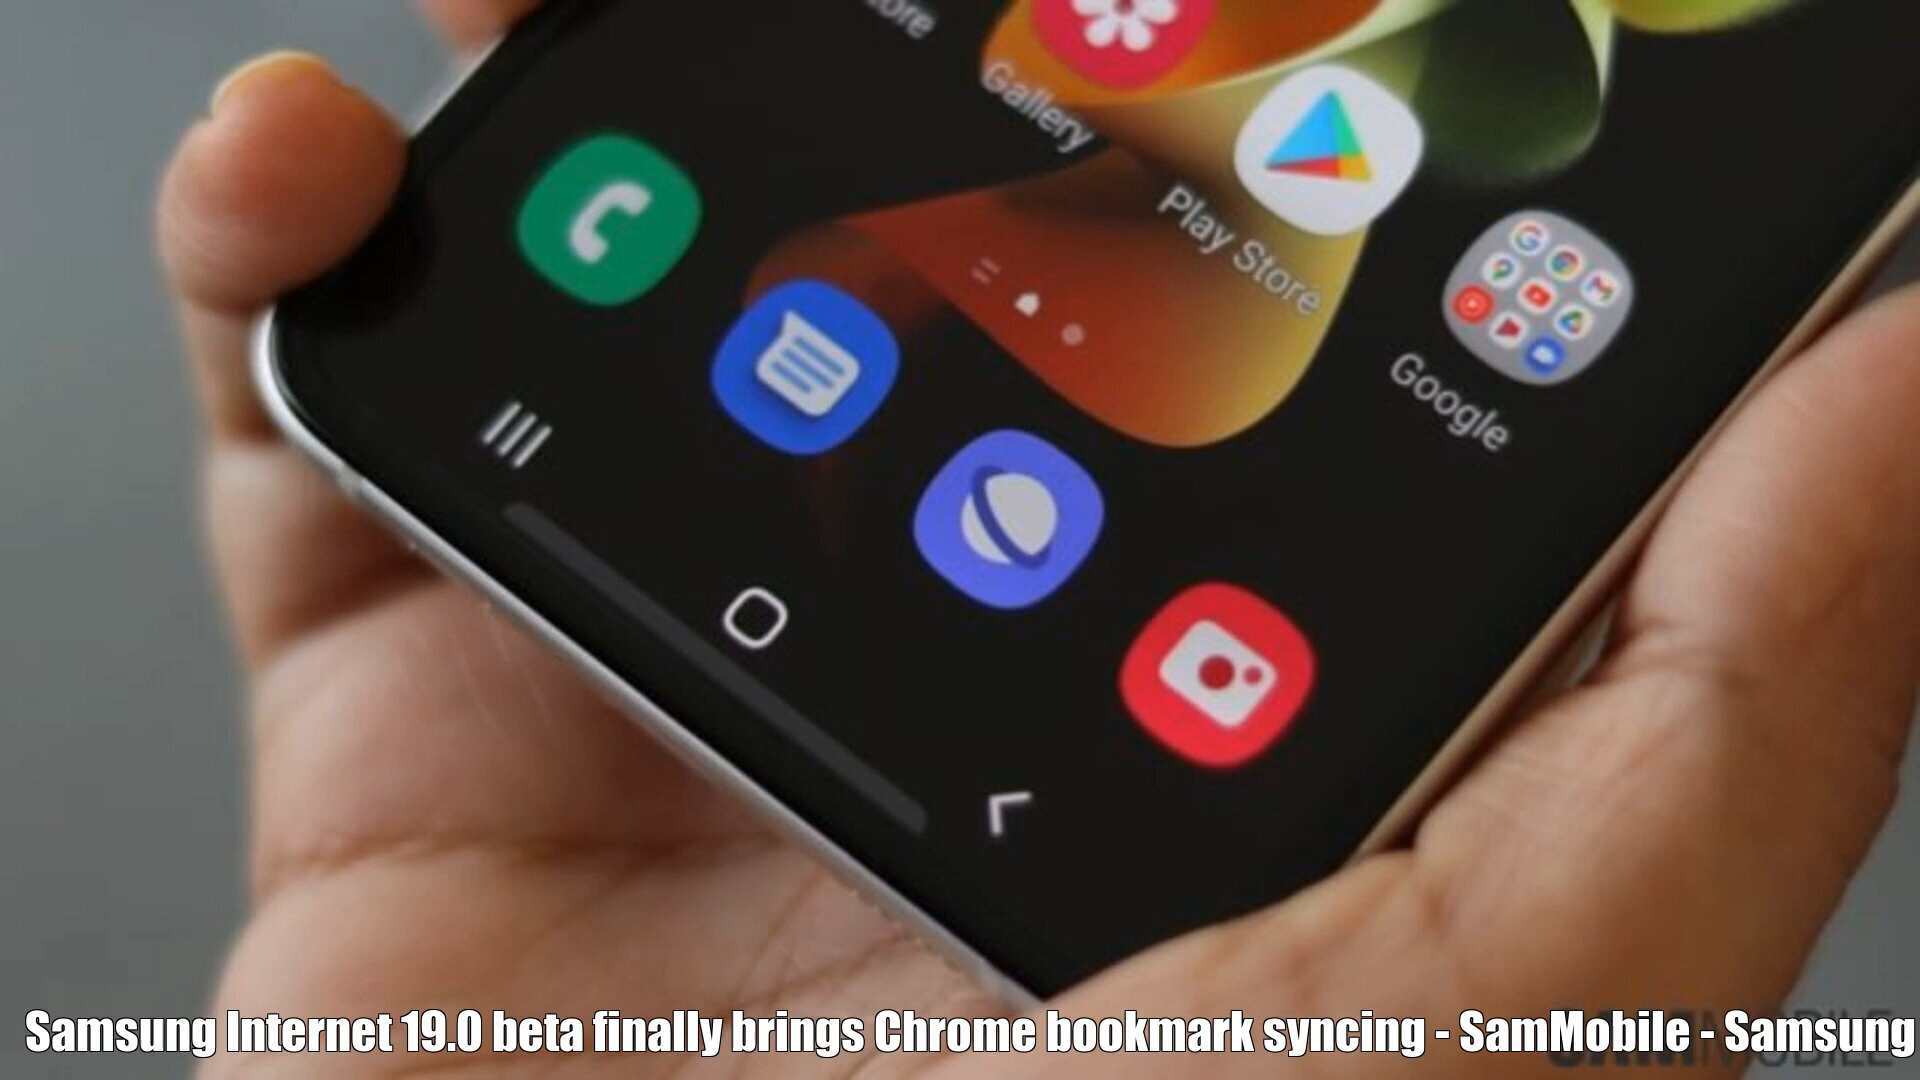 Gallery
Play Store
Google
Samsung Internet 19.0 beta finally brings Chrome bookmark syncing - SamMobile - Samsung